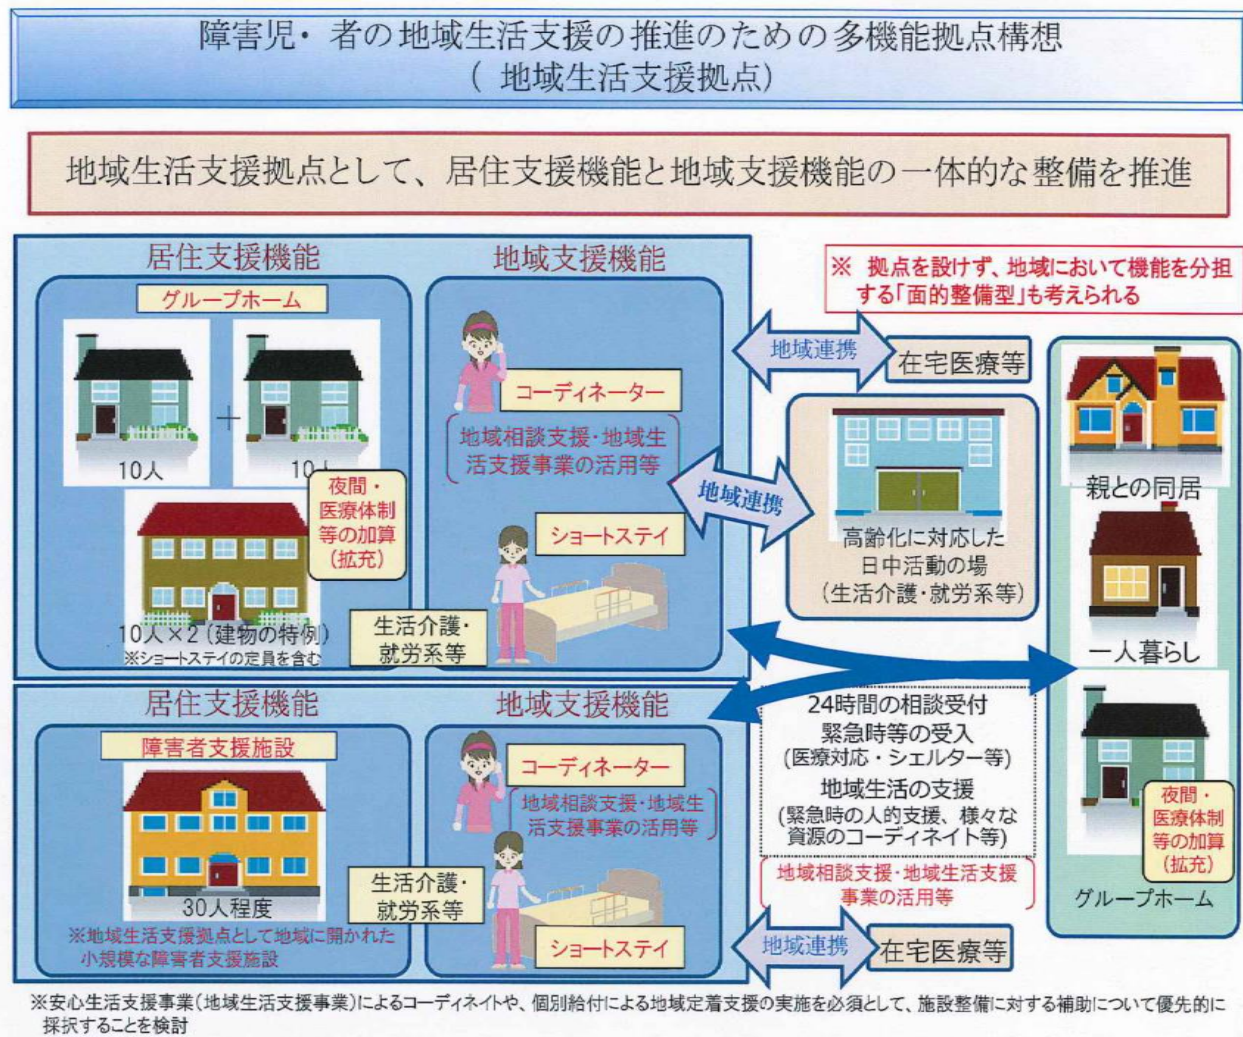 障害児・者の地域生活支援の推進のための多機能拠点構想
(地域生活支援拠点)
地域生活支援拠点として、居住支援機能と地域支援機能の一体的な整備を推進
居住支援機能
グループホーム
+
10人
10人
夜間・
医療体制
等の加算
(拡充)
10人×2(建物の特例)
※ショートステイの定員を含む
生活介護・
就労系等
地域支援機能
コーディネーター
地域相談支援・地域生
活支援事業の活用等
ショートステイ
※ 拠点を設けず、地域において機能を分担
する「面的整備型」も考えられる
地域連携
在宅医療等
地域連携
高齢化に対応した
日中活動の場
(生活介護・就労系等)
親との同居
一人暮らし
夜間・
医療体制
等の加算
(拡充)
グループホーム
居住支援機能
障害者支援施設
30人程度
※地域生活支援拠点として地域に開かれた
小規模な障害者支援施設
生活介護・
就労系等
地域支援機能
コーディネーター
地域相談支援・地域生
活支援事業の活用等
ショートステイ
24時間の相談受付
緊急時等の受入
(医療対応・シェルター等)
地域生活の支援
(緊急時の人的支援、様々な
資源のコーディネイト等)
地域相談支援・地域生活支援
事業の活用等
地域連携
在宅医療等
※安心生活支援事業(地域生活支援事業)によるコーディネイトや、個別給付による地域定着支援の実施を必須として、施設整備に対する補助について優先的に
採択することを検討